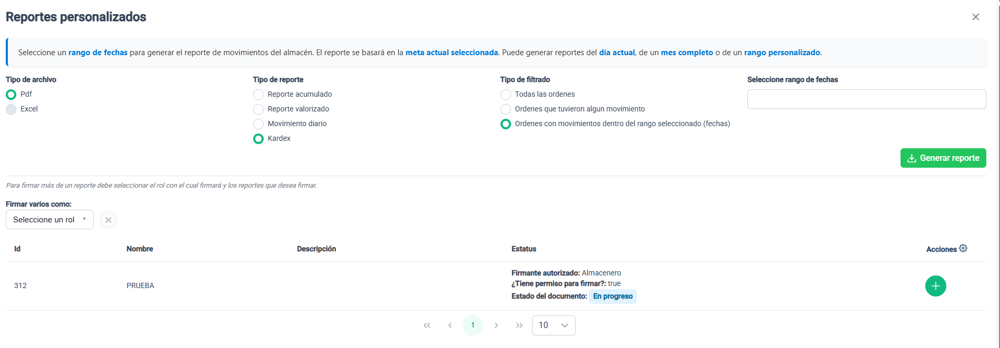 Reportes personalizados
Seleccione un rango de fechas para generar el reporte de movimientos del almacén. El reporte se basará en la meta actual seleccionada. Puede generar reportes del día actual, de un mes completo o de un rango personalizado.
Tipo de archivo
Pdf
Excel
Tipo de reporte
Reporte acumulado
Reporte valorizado
Movimiento diario
Kardex
Tipo de filtrado
Todas las ordenes
Ordenes que tuvieron algun movimiento
Ordenes con movimientos dentro del rango seleccionado (fechas)
Seleccione rango de fechas
Generar reporte
Para firmar más de un reporte debe seleccionar el rol con el cual firmará y los reportes que desea firmar.
Firmar varios como:
Seleccione un rol
Id Nombre Descripción Estatus Acciones
312 PRUEBA
Firmante autorizado: Almacenero
¿Tiene permiso para firmar?: true
Estado del documento: En progreso
1 10